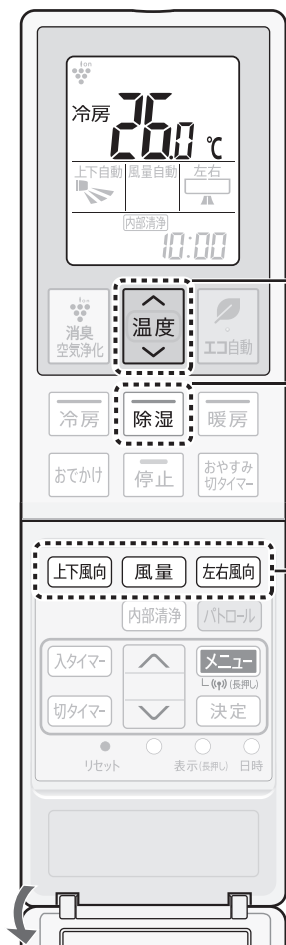 Ion
冷房 26.0 ℃
上下自動 風量自動 左右
内部清浄
10:00
Ion
消臭
空気浄化
温度
エコ自動
冷房 除湿 暖房
おでかけ 停止 おやすみ
切タイマー
上下風向 風量 左右風向
内部清浄 パトロール
入タイマー メニュー
(長押し)
切タイマー 決定
リセット 表示(長押し) 日時